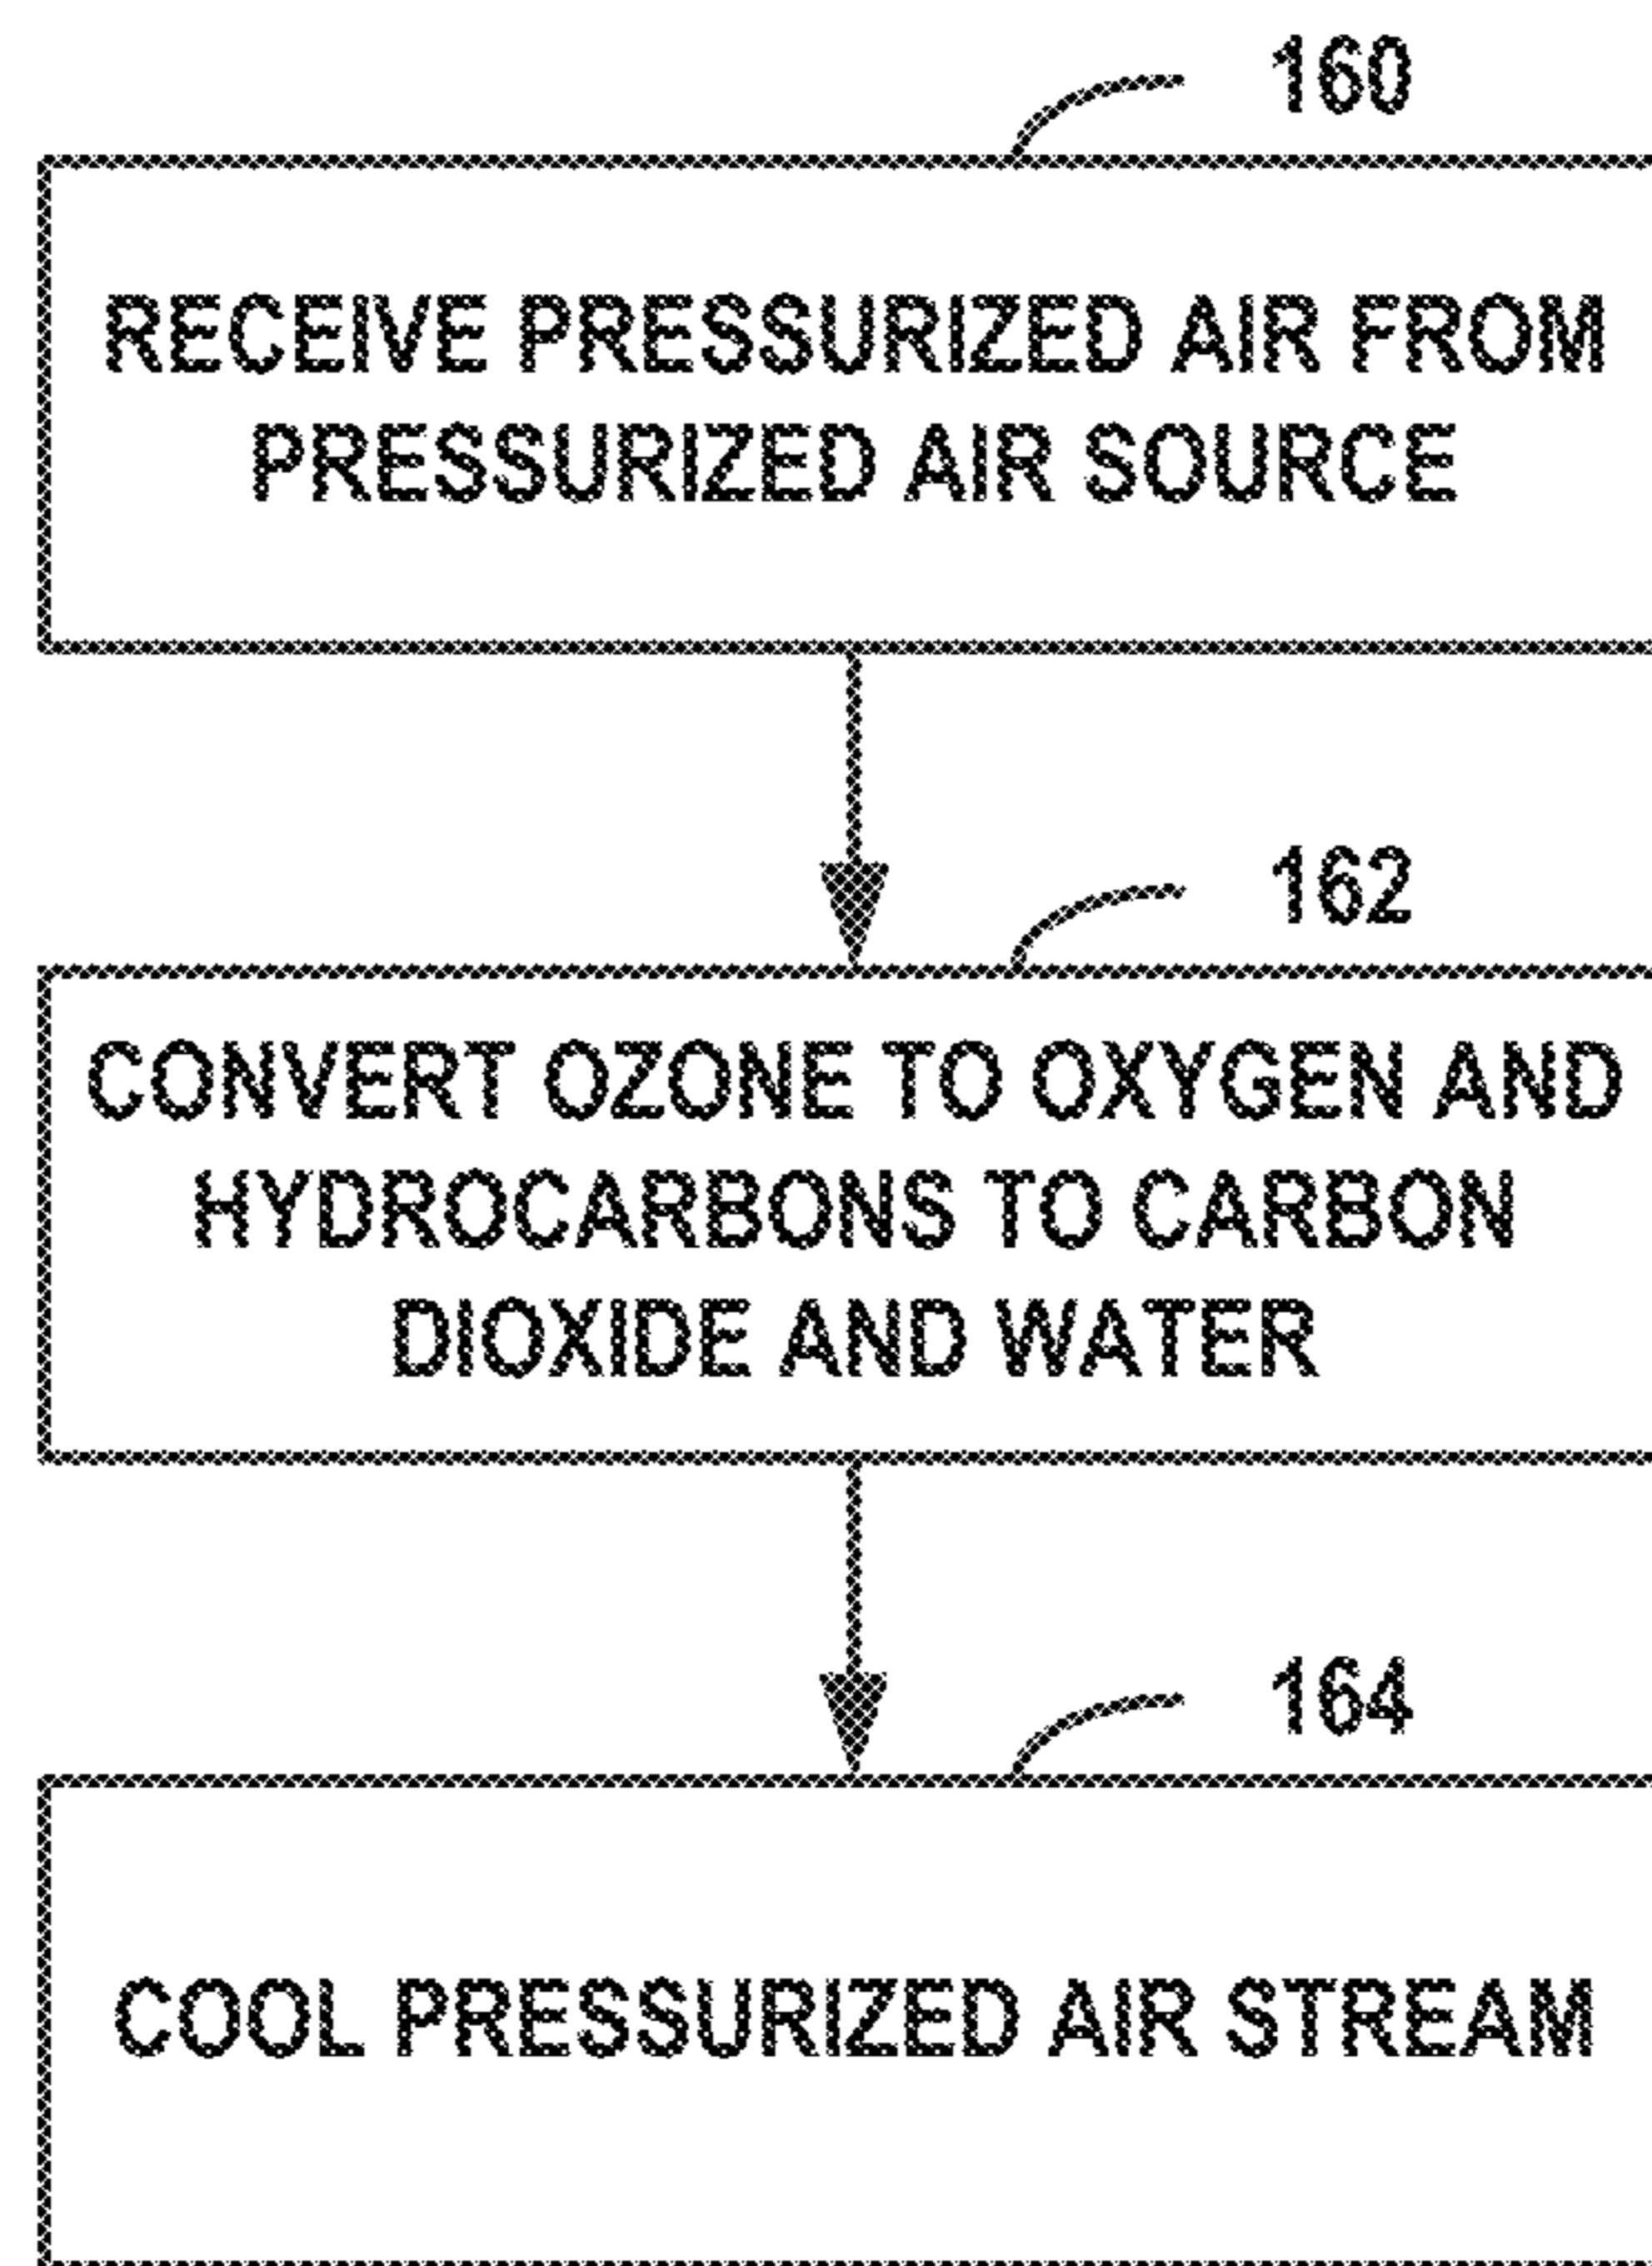 160
RECEIVE PRESSURIZED AIR FROM
PRESSURIZED AIR SOURCE
162
CONVERT OZONE TO OXYGEN AND
HYDROCARBONS TO CARBON
DIOXIDE AND WATER
164
COOL PRESSURIZED AIR STREAM